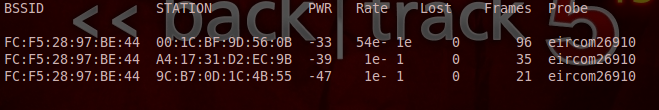 BSSID STATION PWR Rate Lost Frames Probe
<< back | track 5
FC:F5:28:97:BE:44 00:1C:BF:9D:56:0B -33 54e- 1e 0 96 eircom26910
FC:F5:28:97:BE:44 A4:17:31:D2:EC:9B -39 1e- 1 0 35 eircom26910
FC:F5:28:97:BE:44 9C:B7:0D:1C:4B:55 -47 1e- 1 0 21 eircom26910